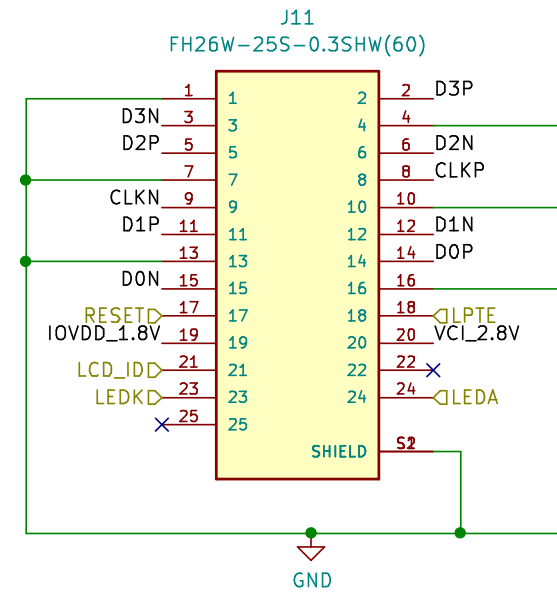 J11
FH26W-25S-0.3SHW(60)
1 1 2 2 D3P
D3N 3 3 4 4
D2P 5 5 6 6 D2N
7 7 8 8 CLKP
CLKN 9 9 10 10
D1P 11 11 12 12 D1N
13 13 14 14 D0P
D0N 15 15 16 16
RESET 17 17 18 18 LPTE
IOVDD_1.8V 19 19 20 20 VCI_2.8V
LCD_ID 21 21 22 22
LEDK 23 23 24 24 LEDA
25 25
SHIELD
GND